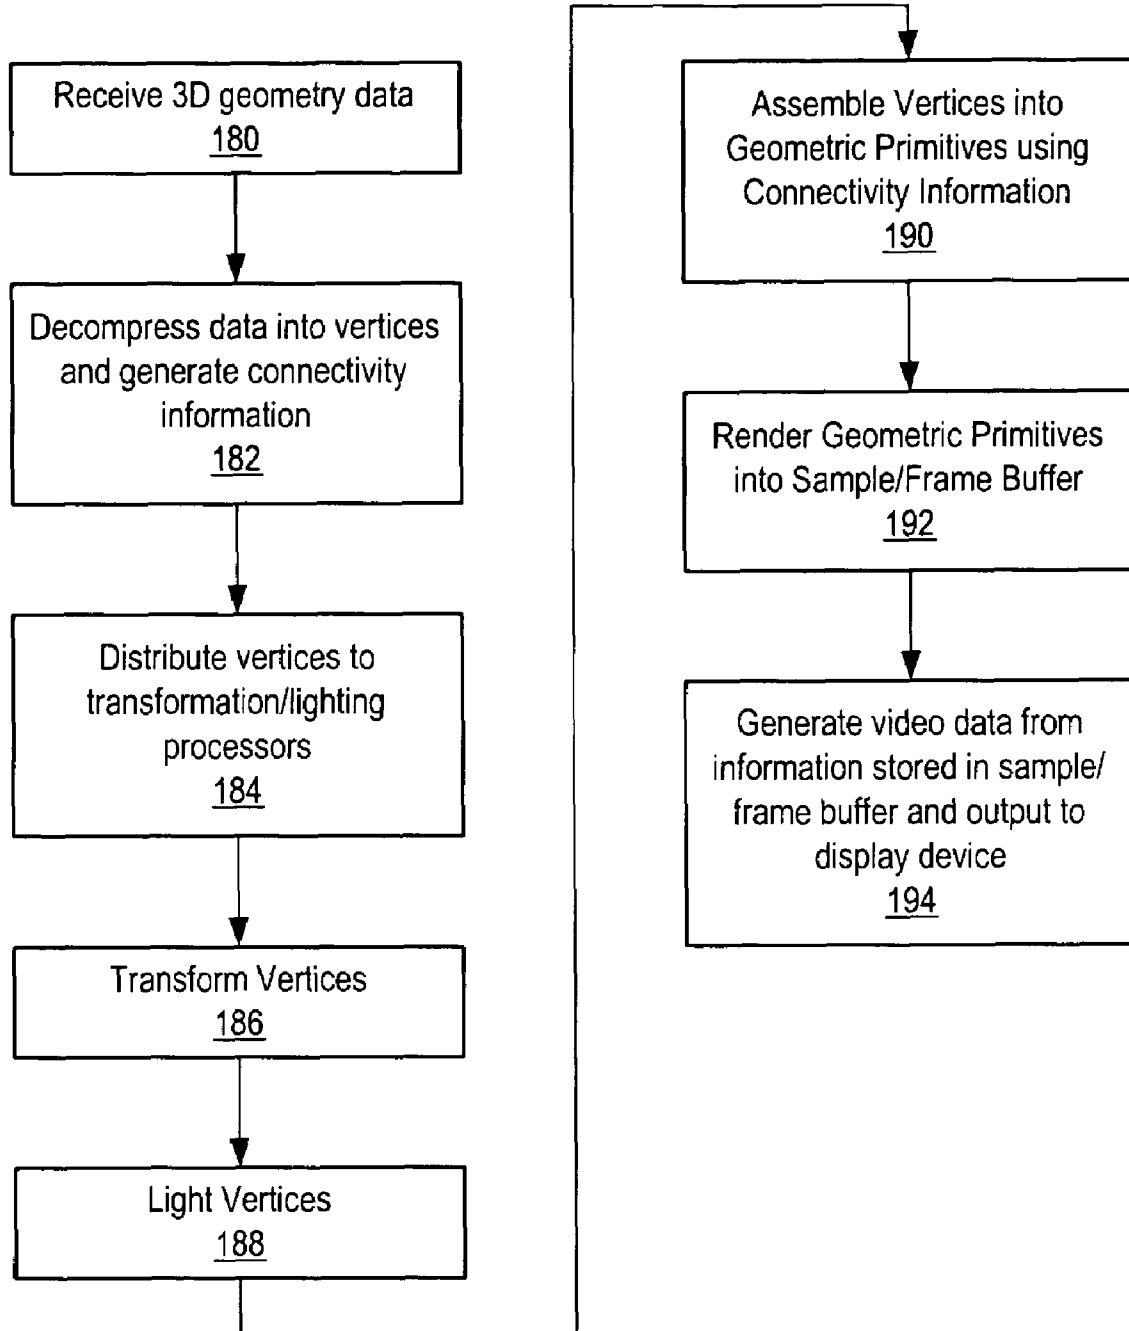 Receive 3D geometry data
180
Decompress data into vertices
and generate connectivity
information
182
Distribute vertices to
transformation/lighting
processors
184
Transform Vertices
186
Light Vertices
188
Assemble Vertices into
Geometric Primitives using
Connectivity Information
190
Render Geometric Primitives
into Sample/Frame Buffer
192
Generate video data from
information stored in sample/
frame buffer and output to
display device
194